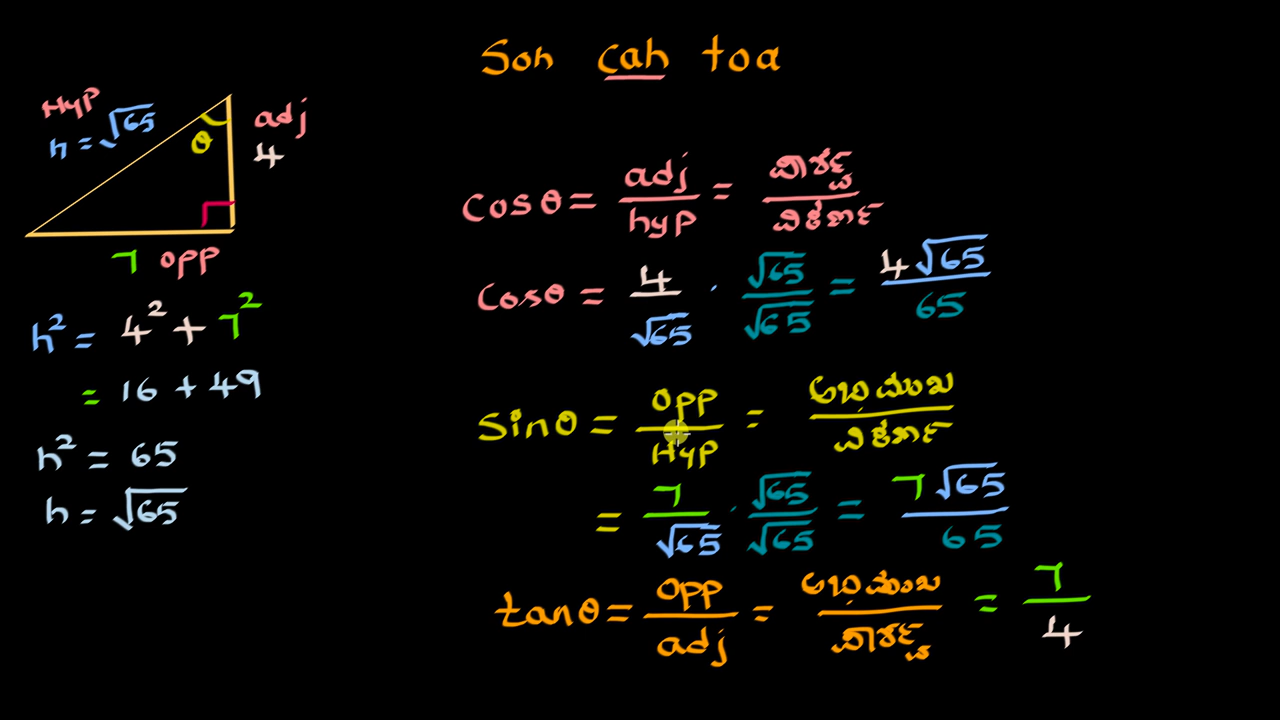 Soh cah toa
HyP
h = √65
adj
4
θ
7 opp
h² = 4² + 7²
= 16 + 49
h² = 65
h = √65
cosθ = adj/hyp = ಪಾರ್ಶ್ವ/ವಿಕರ್ಣ
cosθ = 4/√65 · √65/√65 = 4√65/65
sinθ = opp/Hyp = ಅಭಿಮುಖ/ವಿಕರ್ಣ
= 7/√65 · √65/√65 = 7√65/65
tanθ = opp/adj = ಅಭಿಮುಖ/ಪಾರ್ಶ್ವ = 7/4